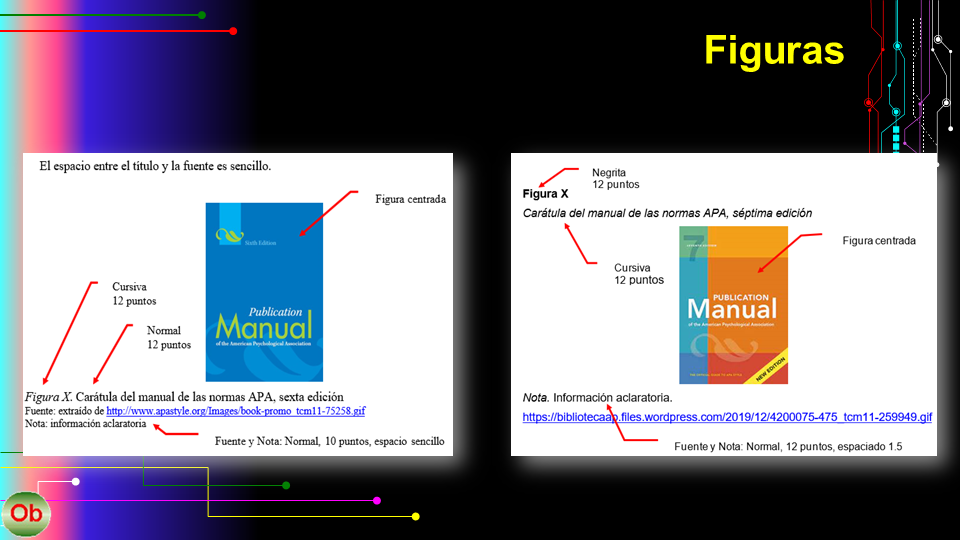 Figuras
El espacio entre el título y la fuente es sencillo.
Figura centrada
Sixth Edition
Cursiva
12 puntos
Publication
Manual
of the American Psychological Association
Normal
12 puntos
Figura X. Carátula del manual de las normas APA, sexta edición
Fuente: extraído de http://www.apastyle.org/Images/book-promo_tcm11-75258.gif
Nota: información aclaratoria
Fuente y Nota: Normal, 10 puntos, espacio sencillo
Negrita
12 puntos
Figura X
Carátula del manual de las normas APA, séptima edición
Figura centrada
7
Cursiva
12 puntos
PUBLICATION
Manual
of the American Psychological Association
NEW EDITION
Nota. Información aclaratoria.
https://bibliotecaap.files.wordpress.com/2019/12/4200075-475_tcm11-259949.gif
Fuente y Nota: Normal, 12 puntos, espaciado 1.5
Ob